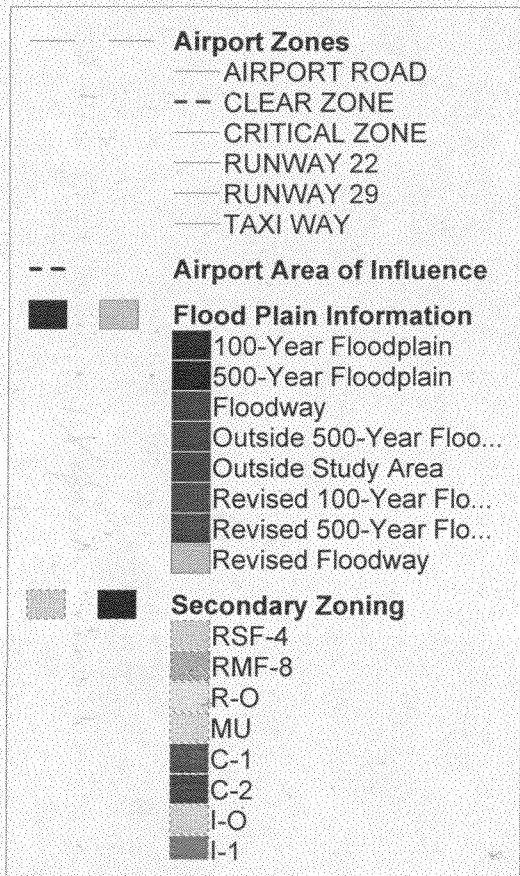 Airport Zones
AIRPORT ROAD
CLEAR ZONE
CRITICAL ZONE
RUNWAY 22
RUNWAY 29
TAXI WAY
Airport Area of Influence
Flood Plain Information
100-Year Floodplain
500-Year Floodplain
Floodway
Outside 500-Year Floo...
Outside Study Area
Revised 100-Year Flo...
Revised 500-Year Flo...
Revised Floodway
Secondary Zoning
RSF-4
RMF-8
R-O
MU
C-1
C-2
I-O
I-1